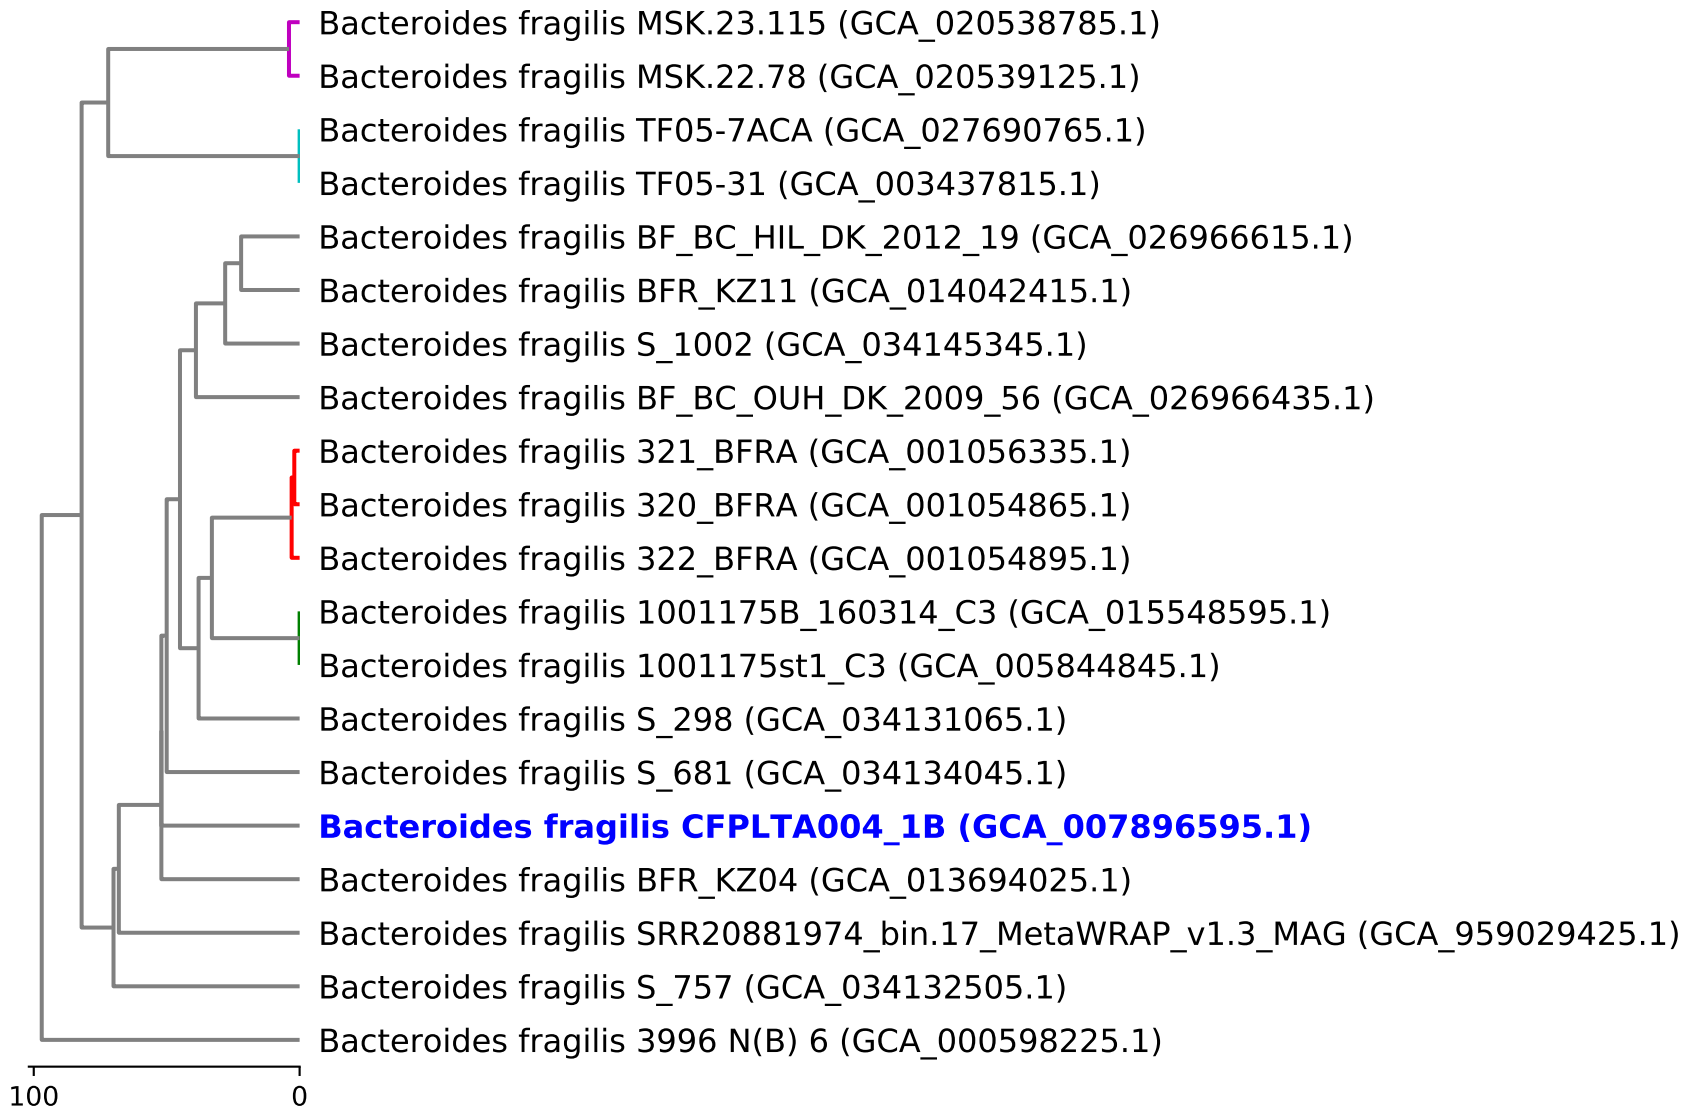 Bacteroides fragilis MSK.23.115 (GCA_020538785.1)
Bacteroides fragilis MSK.22.78 (GCA_020539125.1)
Bacteroides fragilis TF05-7ACA (GCA_027690765.1)
Bacteroides fragilis TF05-31 (GCA_003437815.1)
Bacteroides fragilis BF_BC_HIL_DK_2012_19 (GCA_026966615.1)
Bacteroides fragilis BFR_KZ11 (GCA_014042415.1)
Bacteroides fragilis S_1002 (GCA_034145345.1)
Bacteroides fragilis BF_BC_OUH_DK_2009_56 (GCA_026966435.1)
Bacteroides fragilis 321_BFRA (GCA_001056335.1)
Bacteroides fragilis 320_BFRA (GCA_001054865.1)
Bacteroides fragilis 322_BFRA (GCA_001054895.1)
Bacteroides fragilis 1001175B_160314_C3 (GCA_015548595.1)
Bacteroides fragilis 1001175st1_C3 (GCA_005844845.1)
Bacteroides fragilis S_298 (GCA_034131065.1)
Bacteroides fragilis S_681 (GCA_034134045.1)
Bacteroides fragilis CFPLTA004_1B (GCA_007896595.1)
Bacteroides fragilis BFR_KZ04 (GCA_013694025.1)
Bacteroides fragilis SRR20881974_bin.17_MetaWRAP_v1.3_MAG (GCA_959029425.1)
Bacteroides fragilis S_757 (GCA_034132505.1)
Bacteroides fragilis 3996 N(B) 6 (GCA_000598225.1)
100 0